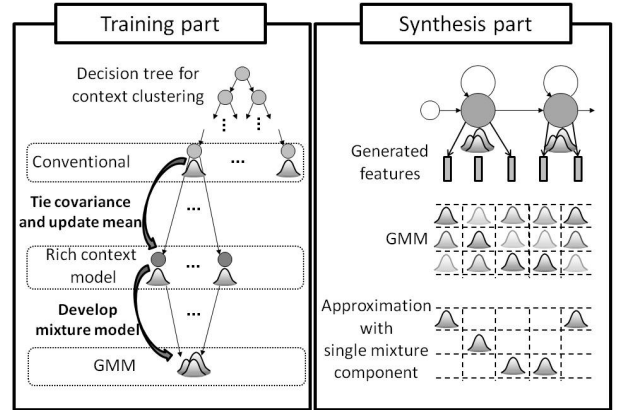 Training part
Decision tree for
context clustering
⋮
⋮
Conventional
...
Tie covariance
and update mean
...
Rich context
model
...
Develop
mixture model
...
GMM
Synthesis part
Generated
features
GMM
Approximation
with
single mixture
component